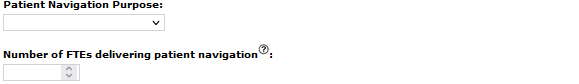 Patient Navigation Purpose:
Number of FTEs delivering patient navigation?: